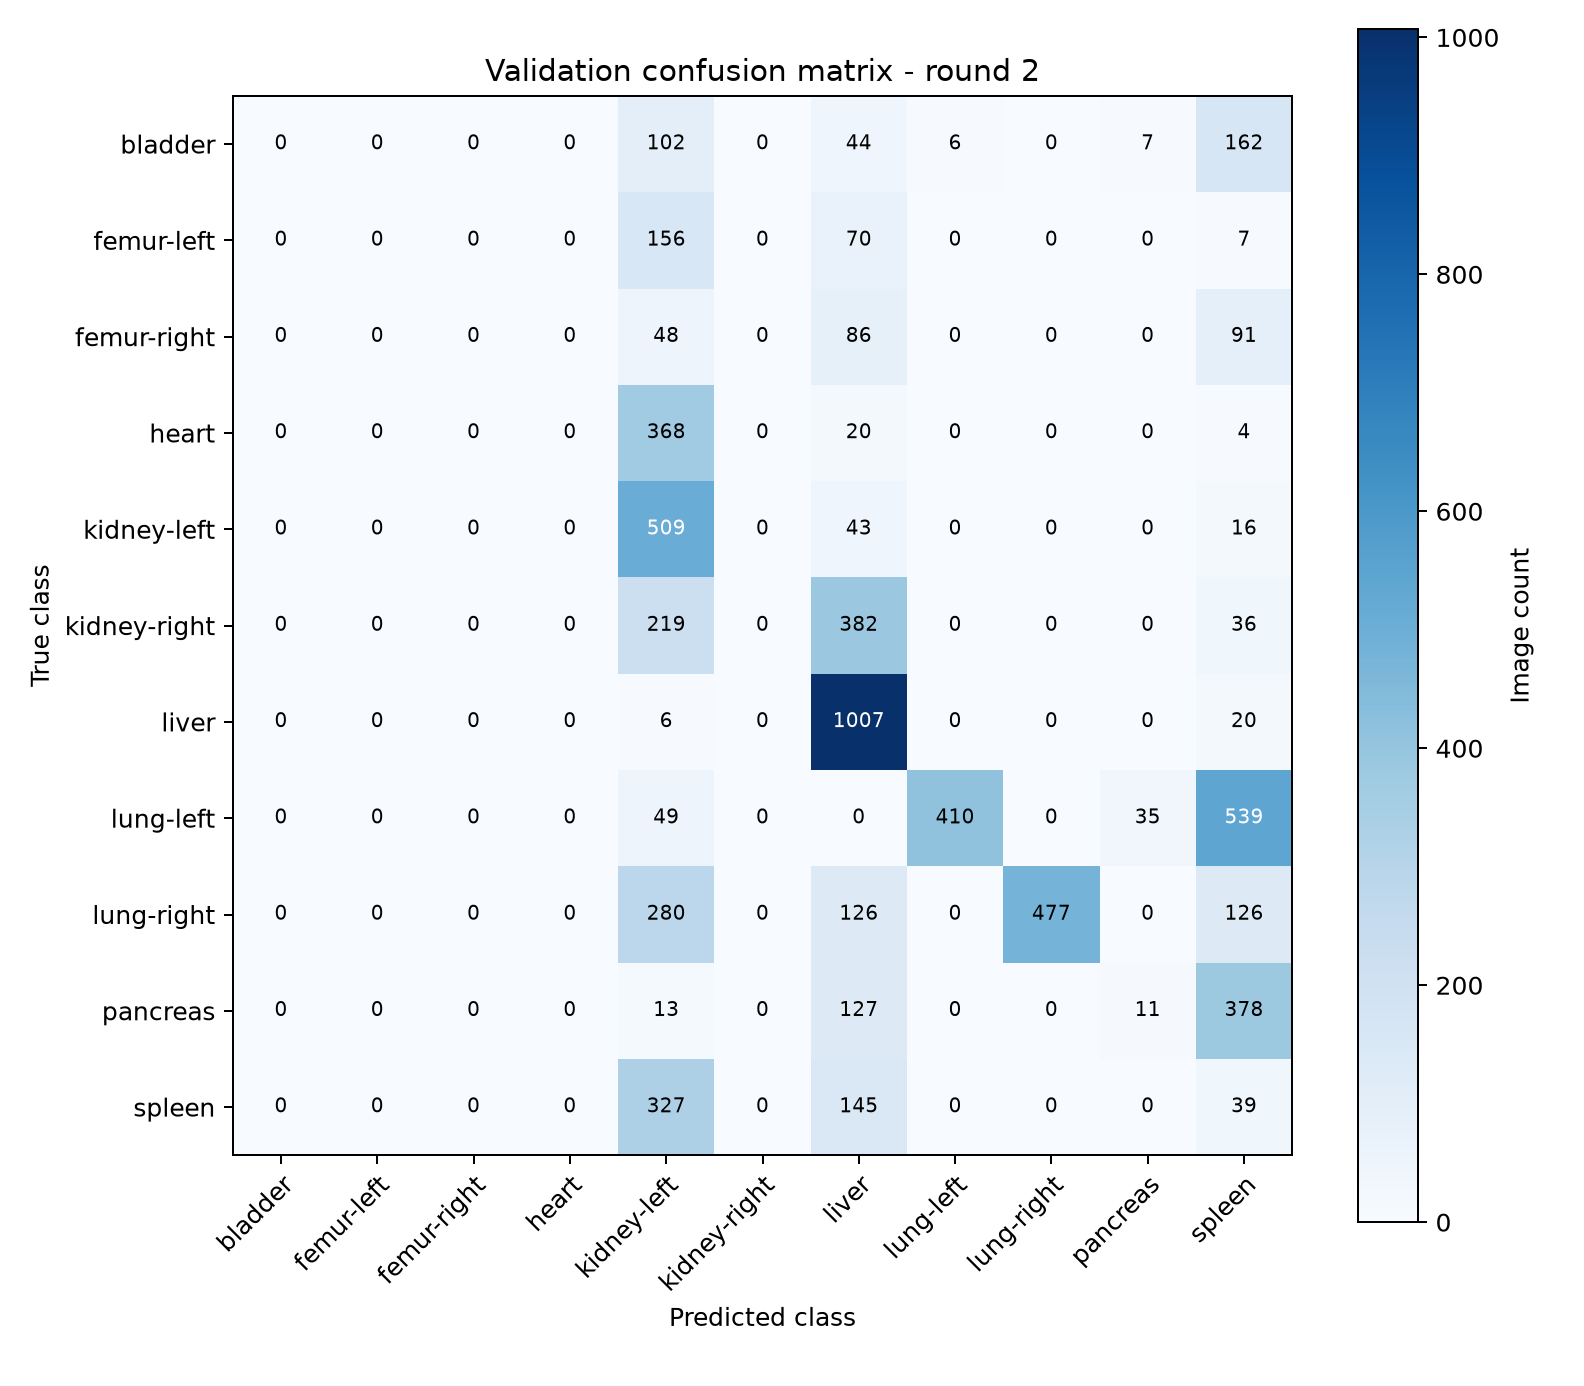 Validation confusion matrix - round 2
bladder 0 0 0 0 102 0 44 6 0 7 162
femur-left 0 0 0 0 156 0 70 0 0 0 7
femur-right 0 0 0 0 48 0 86 0 0 0 91
heart 0 0 0 0 368 0 20 0 0 0 4
kidney-left 0 0 0 0 509 0 43 0 0 0 16
kidney-right 0 0 0 0 219 0 382 0 0 0 36
liver 0 0 0 0 6 0 1007 0 0 0 20
lung-left 0 0 0 0 49 0 0 410 0 35 539
lung-right 0 0 0 0 280 0 126 0 477 0 126
pancreas 0 0 0 0 13 0 127 0 0 11 378
spleen 0 0 0 0 327 0 145 0 0 0 39
bladder femur-left femur-right heart kidney-left kidney-right liver lung-left lung-right pancreas spleen
Predicted class
True class
1000
800
600
400
200
0
Image count